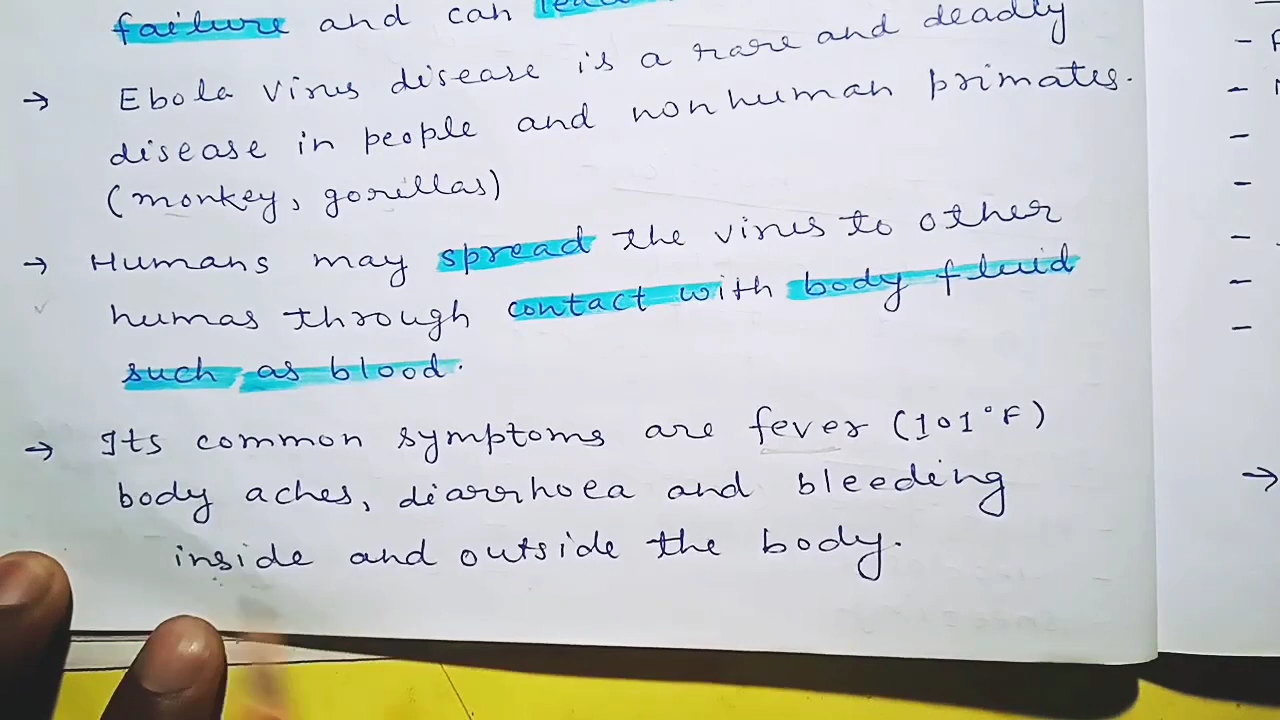 failure and can lead
→ Ebola virus disease is a rare and deadly
disease in people and nonhuman primates.
(monkey, gorillas)
→ Humans may spread the virus to other
humas through contact with body fluid
such as blood.
→ Its common symptoms are fever (101°F)
body aches, diarrhoea and bleeding
inside and outside the body.